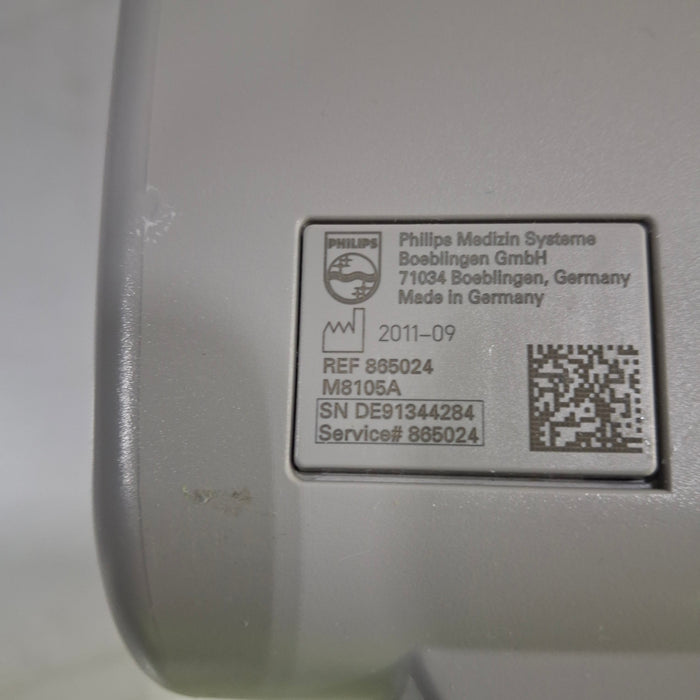 PHILIPS
Philips Medizin Systeme
Boeblingen GmbH
71034 Boeblingen, Germany
Made in Germany
2011-09
REF 865024
M8105A
SN DE91344284
Service# 865024